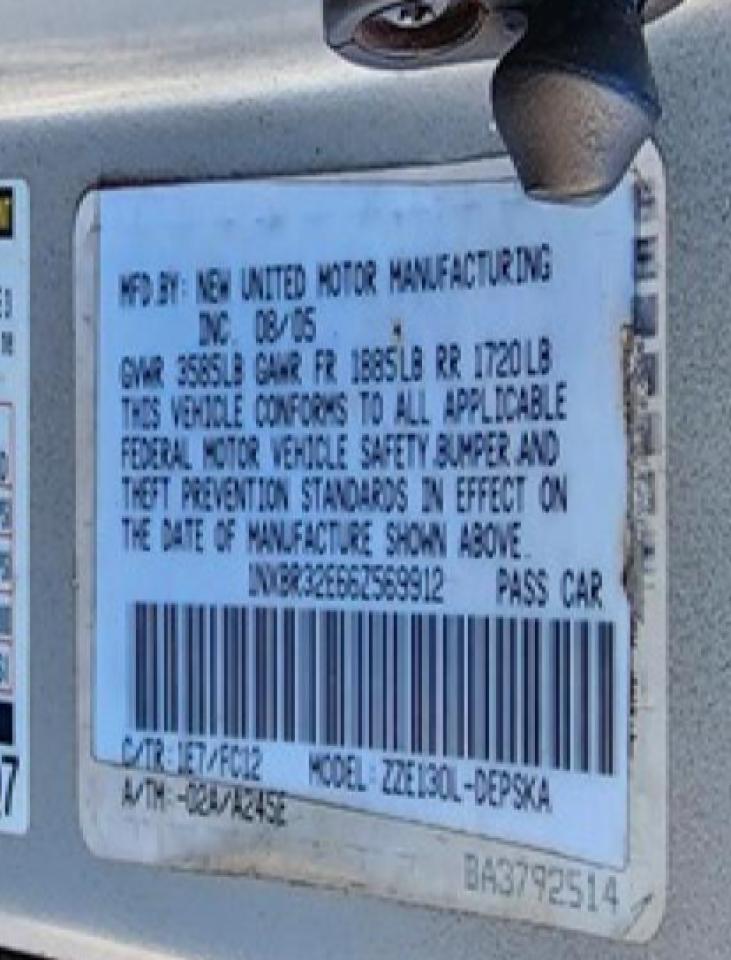 MFD.BY: NEW UNITED MOTOR MANUFACTURING
INC. 08/05
GVWR 3585LB GAWR FR 1885LB RR 1720LB
THIS VEHICLE CONFORMS TO ALL APPLICABLE
FEDERAL MOTOR VEHICLE SAFETY,BUMPER,AND
THEFT PREVENTION STANDARDS IN EFFECT ON
THE DATE OF MANUFACTURE SHOWN ABOVE.
1NXBR32E66Z569912 PASS CAR
C/TR:1E7/FC12 MODEL:ZZE130L-DEPSKA
A/TM:-02A/A245E
BA3792514